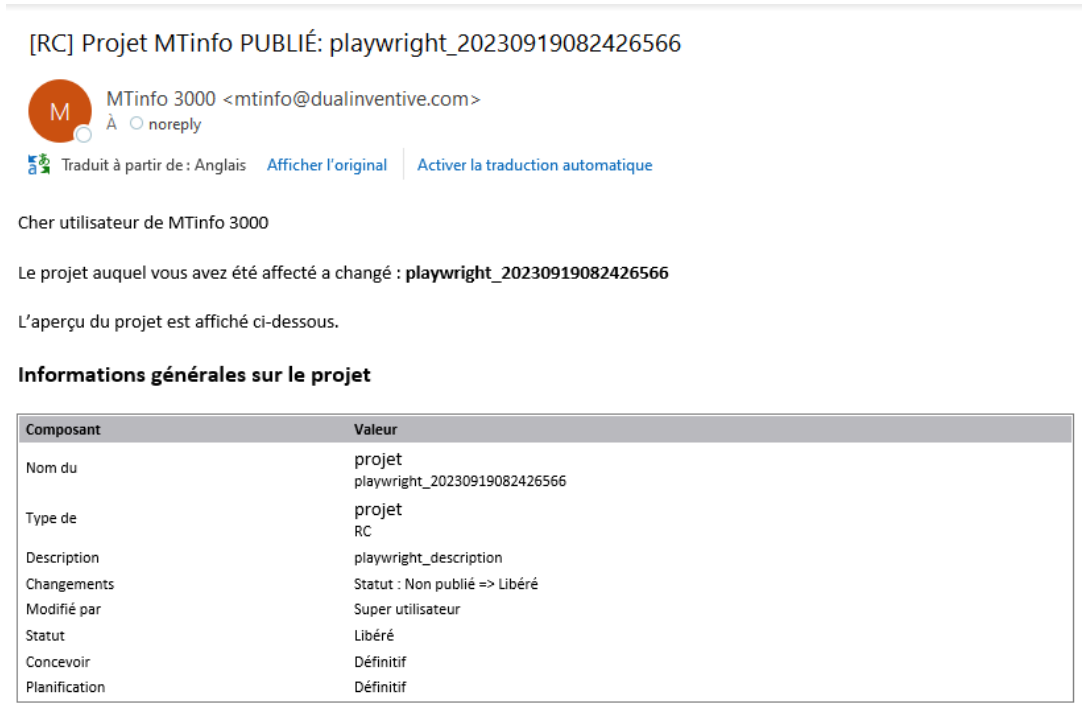 [RC] Projet MTinfo PUBLIÉ: playwright_20230919082426566
M
MTinfo 3000 <mtinfo@dualinventive.com>
À noreply
Traduit à partir de : Anglais Afficher l'original Activer la traduction automatique
Cher utilisateur de MTinfo 3000
Le projet auquel vous avez été affecté a changé : playwright_20230919082426566
L’aperçu du projet est affiché ci-dessous.
Informations générales sur le projet
Composant Valeur
Nom du projet
playwright_20230919082426566
Type de projet
RC
Description playwright_description
Changements Statut : Non publié => Libéré
Modifié par Super utilisateur
Statut Libéré
Concevoir Définitif
Planification Définitif